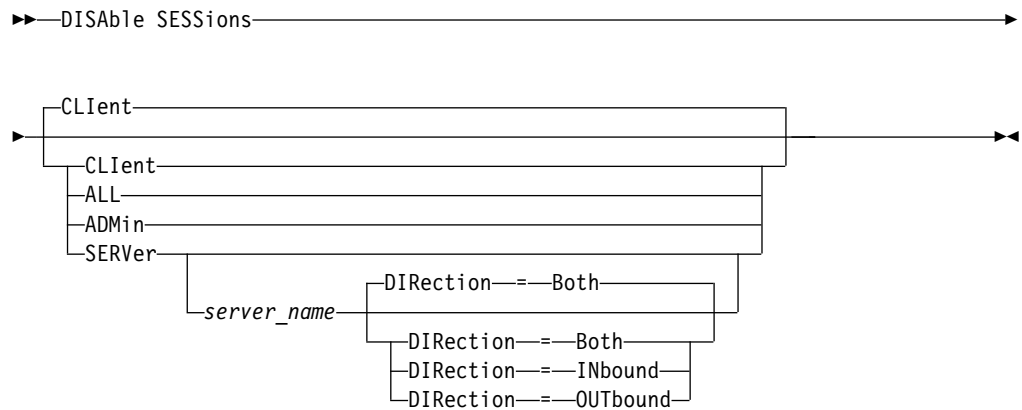 DISAble SESSions
CLIent
CLIent
ALL
ADMin
SERVer
DIRection = Both
server_name
DIRection = Both
DIRection = INbound
DIRection = OUTbound